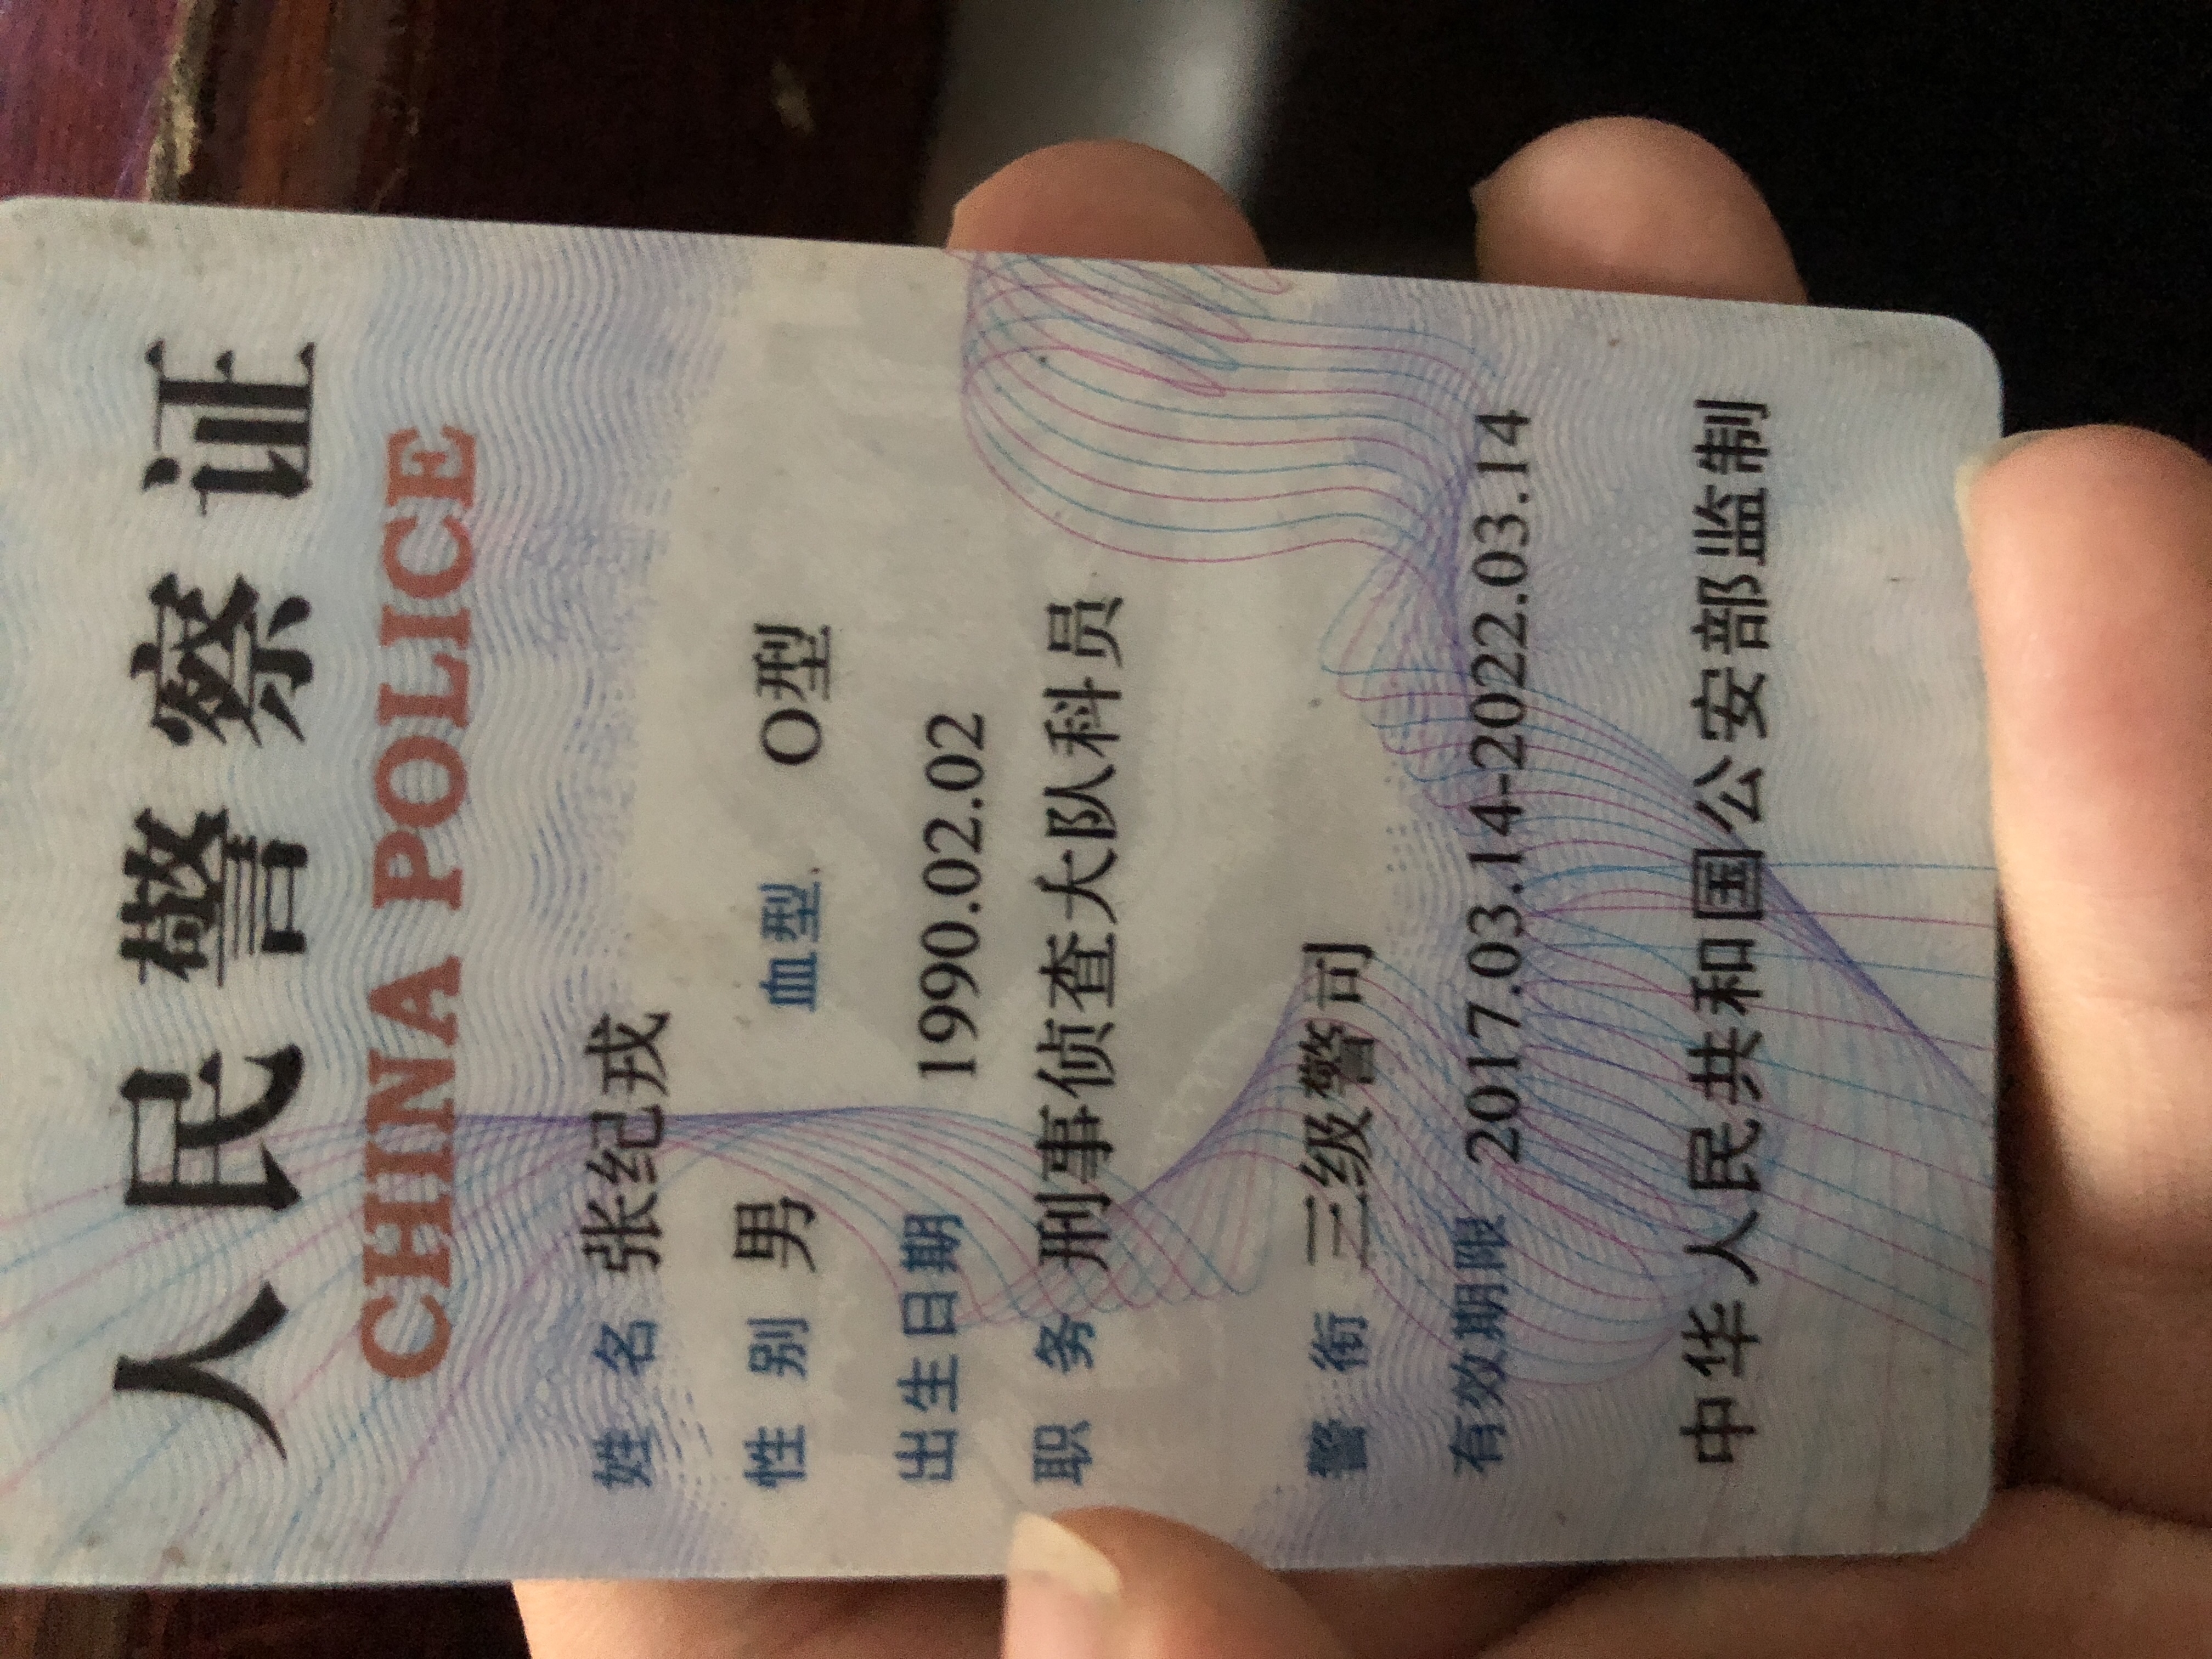 人民警察证
CHINA POLICE
姓 名 张纪戎
性 别 男 血型 O型
出生日期 1990.02.02
职 务 刑事侦查大队科员
警 衔 三级警司
有效期限 2017.03.14-2022.03.14
中华人民共和国公安部监制